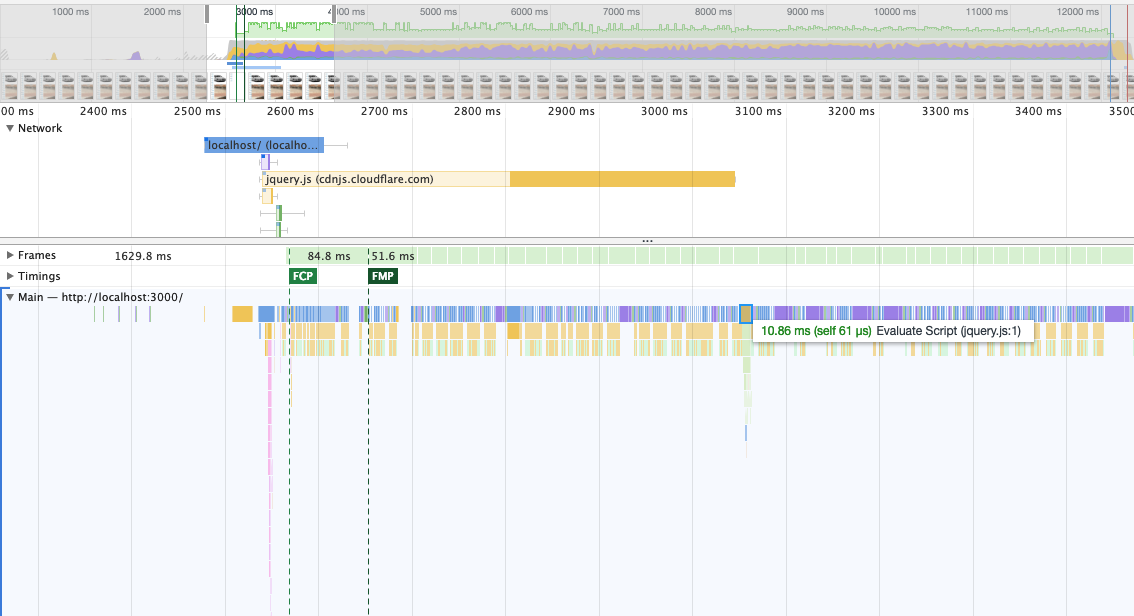 1000 ms 2000 ms 3000 ms 4000 ms 5000 ms 6000 ms 7000 ms 8000 ms 9000 ms 10000 ms 11000 ms 12000 ms
00 ms 2400 ms 2500 ms 2600 ms 2700 ms 2800 ms 2900 ms 3000 ms 3100 ms 3200 ms 3300 ms 3400 ms 3500
Network
localhost/ (localho...
jquery.js (cdnjs.cloudflare.com)
...
Frames 1629.8 ms 84.8 ms 51.6 ms
Timings FCP FMP
Main — http://localhost:3000/
10.86 ms (self 61 μs) Evaluate Script (jquery.js:1)